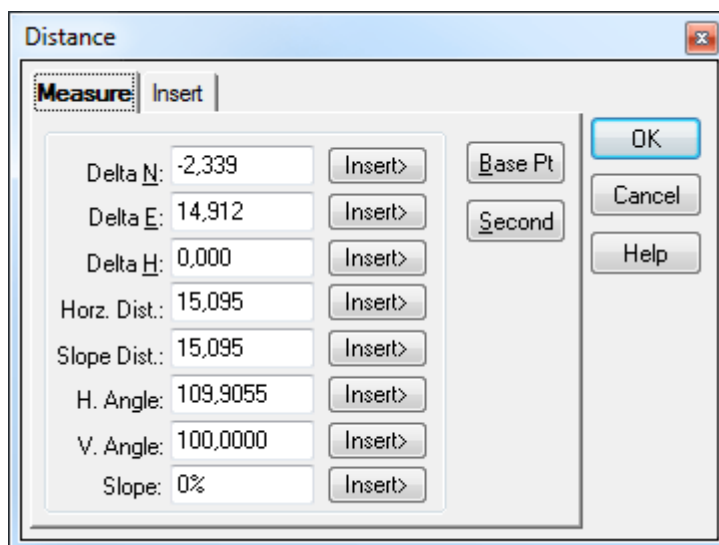 Distance
Measure Insert
Delta N: -2,339 Insert> Base Pt OK
Delta E: 14,912 Insert> Second Cancel
Delta H: 0,000 Insert> Help
Horz. Dist.: 15,095 Insert>
Slope Dist.: 15,095 Insert>
H. Angle: 109,9055 Insert>
V. Angle: 100,0000 Insert>
Slope: 0% Insert>